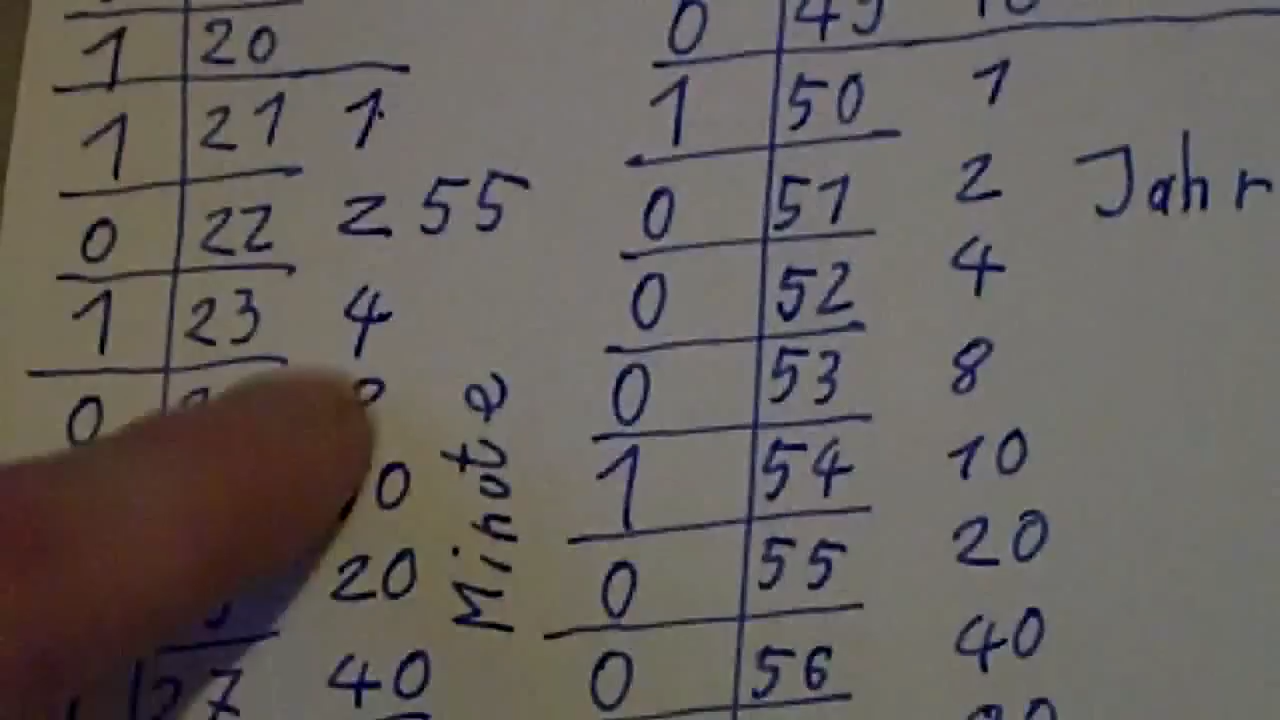 1 20
1 21 1
0 22 2 55
1 23 4
0
0
20
27 40
Minute
0 49 10
1 50 1
0 51 2 Jahr
0 52 4
0 53 8
1 54 10
0 55 20
0 56 40